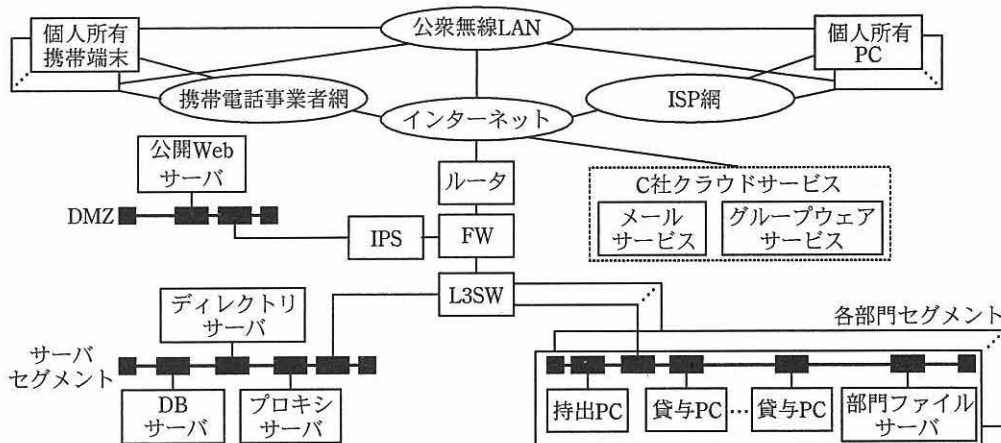 公衆無線LAN
個人所有
携帯端末
個人所有
PC
携帯電話事業者網
ISP網
インターネット
公開Web
サーバ
ルータ
C社クラウドサービス
メール
サービス
グループウェア
サービス
DMZ
IPS
FW
L3SW
ディレクトリ
サーバ
各部門セグメント
サーバ
セグメント
DB
サーバ
プロキシ
サーバ
持出PC
貸与PC
…
貸与PC
部門ファイル
サーバ